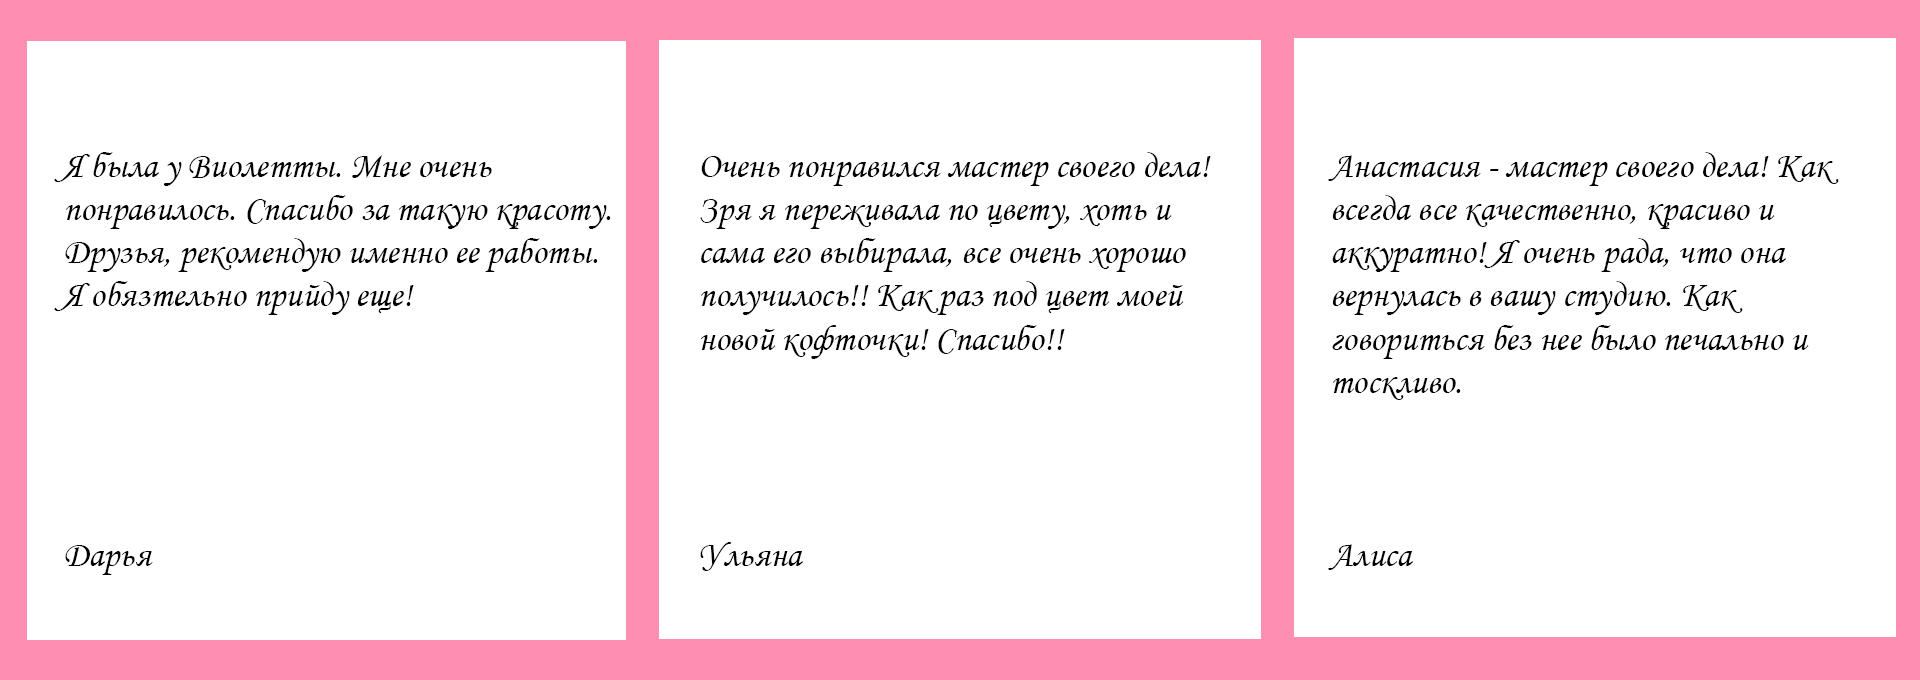 Я была у Виолетты. Мне очень
понравилось. Спасибо за такую красоту.
Друзья, рекомендую именно ее работы.
Я обязтельно прийду еще!
Дарья
Очень понравился мастер своего дела!
Зря я переживала по цвету, хоть и
сама его выбирала, все очень хорошо
получилось!! Как раз под цвет моей
новой кофточки! Спасибо!!
Ульяна
Анастасия - мастер своего дела! Как
всегда все качественно, красиво и
аккуратно! Я очень рада, что она
вернулась в вашу студию. Как
говориться без нее было печально и
тоскливо.
Алиса